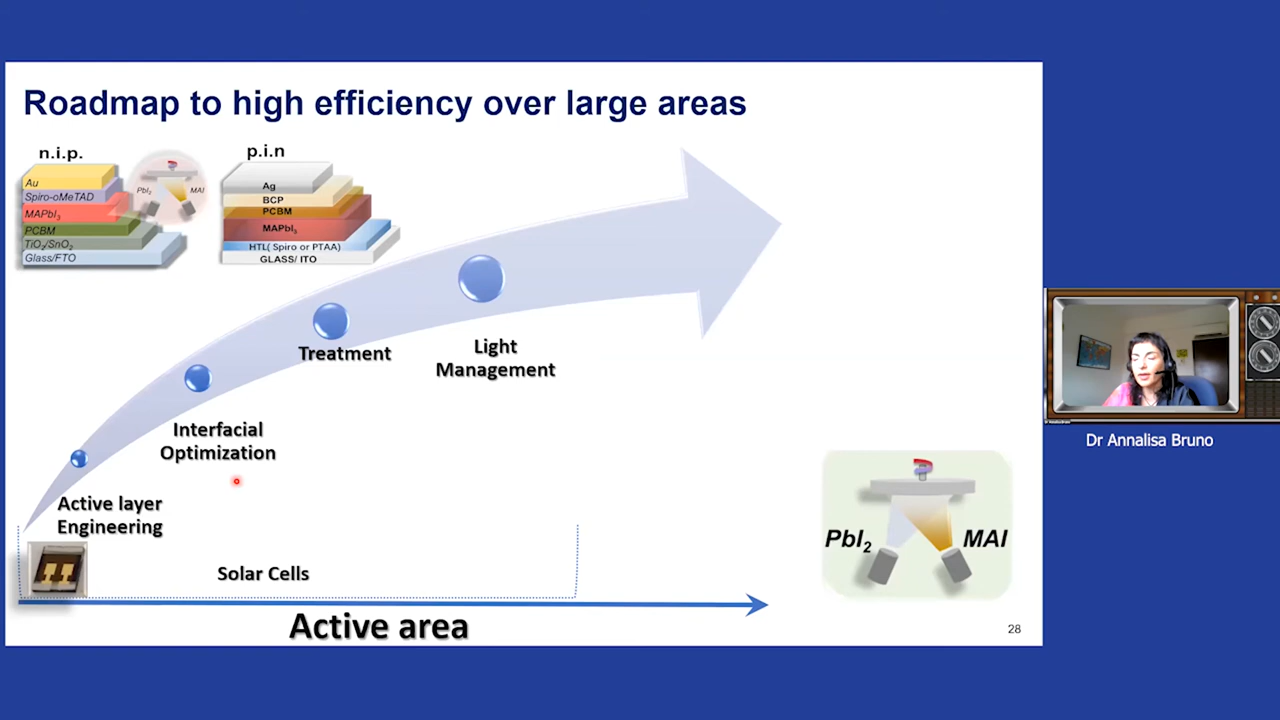 Roadmap to high efficiency over large areas
n.i.p.
Au
Spiro-oMeTAD
MAPbI₃
PCBM
TiO₂/SnO₂
Glass/FTO
PbI₂
MAI
p.i.n
Ag
BCP
PCBM
MAPbI₃
HTL( Spiro or PTAA)
GLASS/ ITO
Light
Management
Treatment
Interfacial
Optimization
Active layer
Engineering
Solar Cells
Active area
PbI₂
MAI
28
Dr Annalisa Bruno